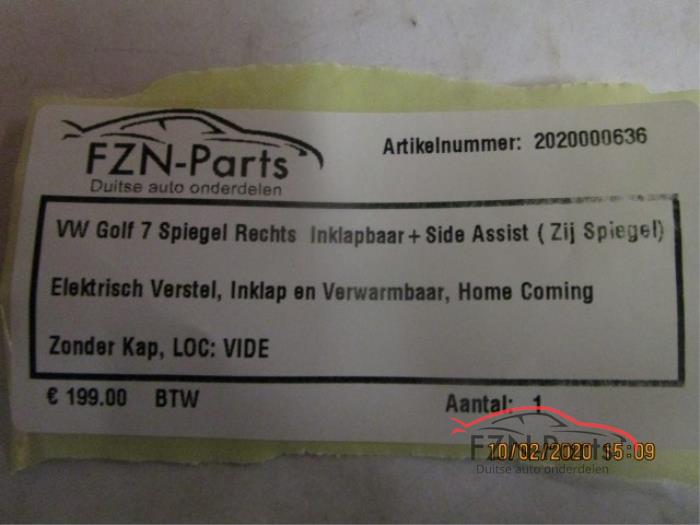 FZN-Parts
Duitse auto onderdelen
Artikelnummer: 2020000636
VW Golf 7 Spiegel Rechts Inklapbaar + Side Assist ( Zij Spiegel)
Elektrisch Verstel, Inklap en Verwarmbaar, Home Coming
Zonder Kap, LOC: VIDE
€ 199.00 BTW
Aantal: 1
FZN-Parts
Duitse auto onderdelen
10/02/2020 15:09